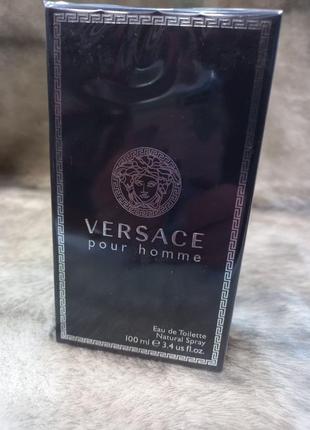 VERSACE
pour homme
Eau de Toilette
Natural Spray
100 ml ℮ 3.4 us fl.oz.